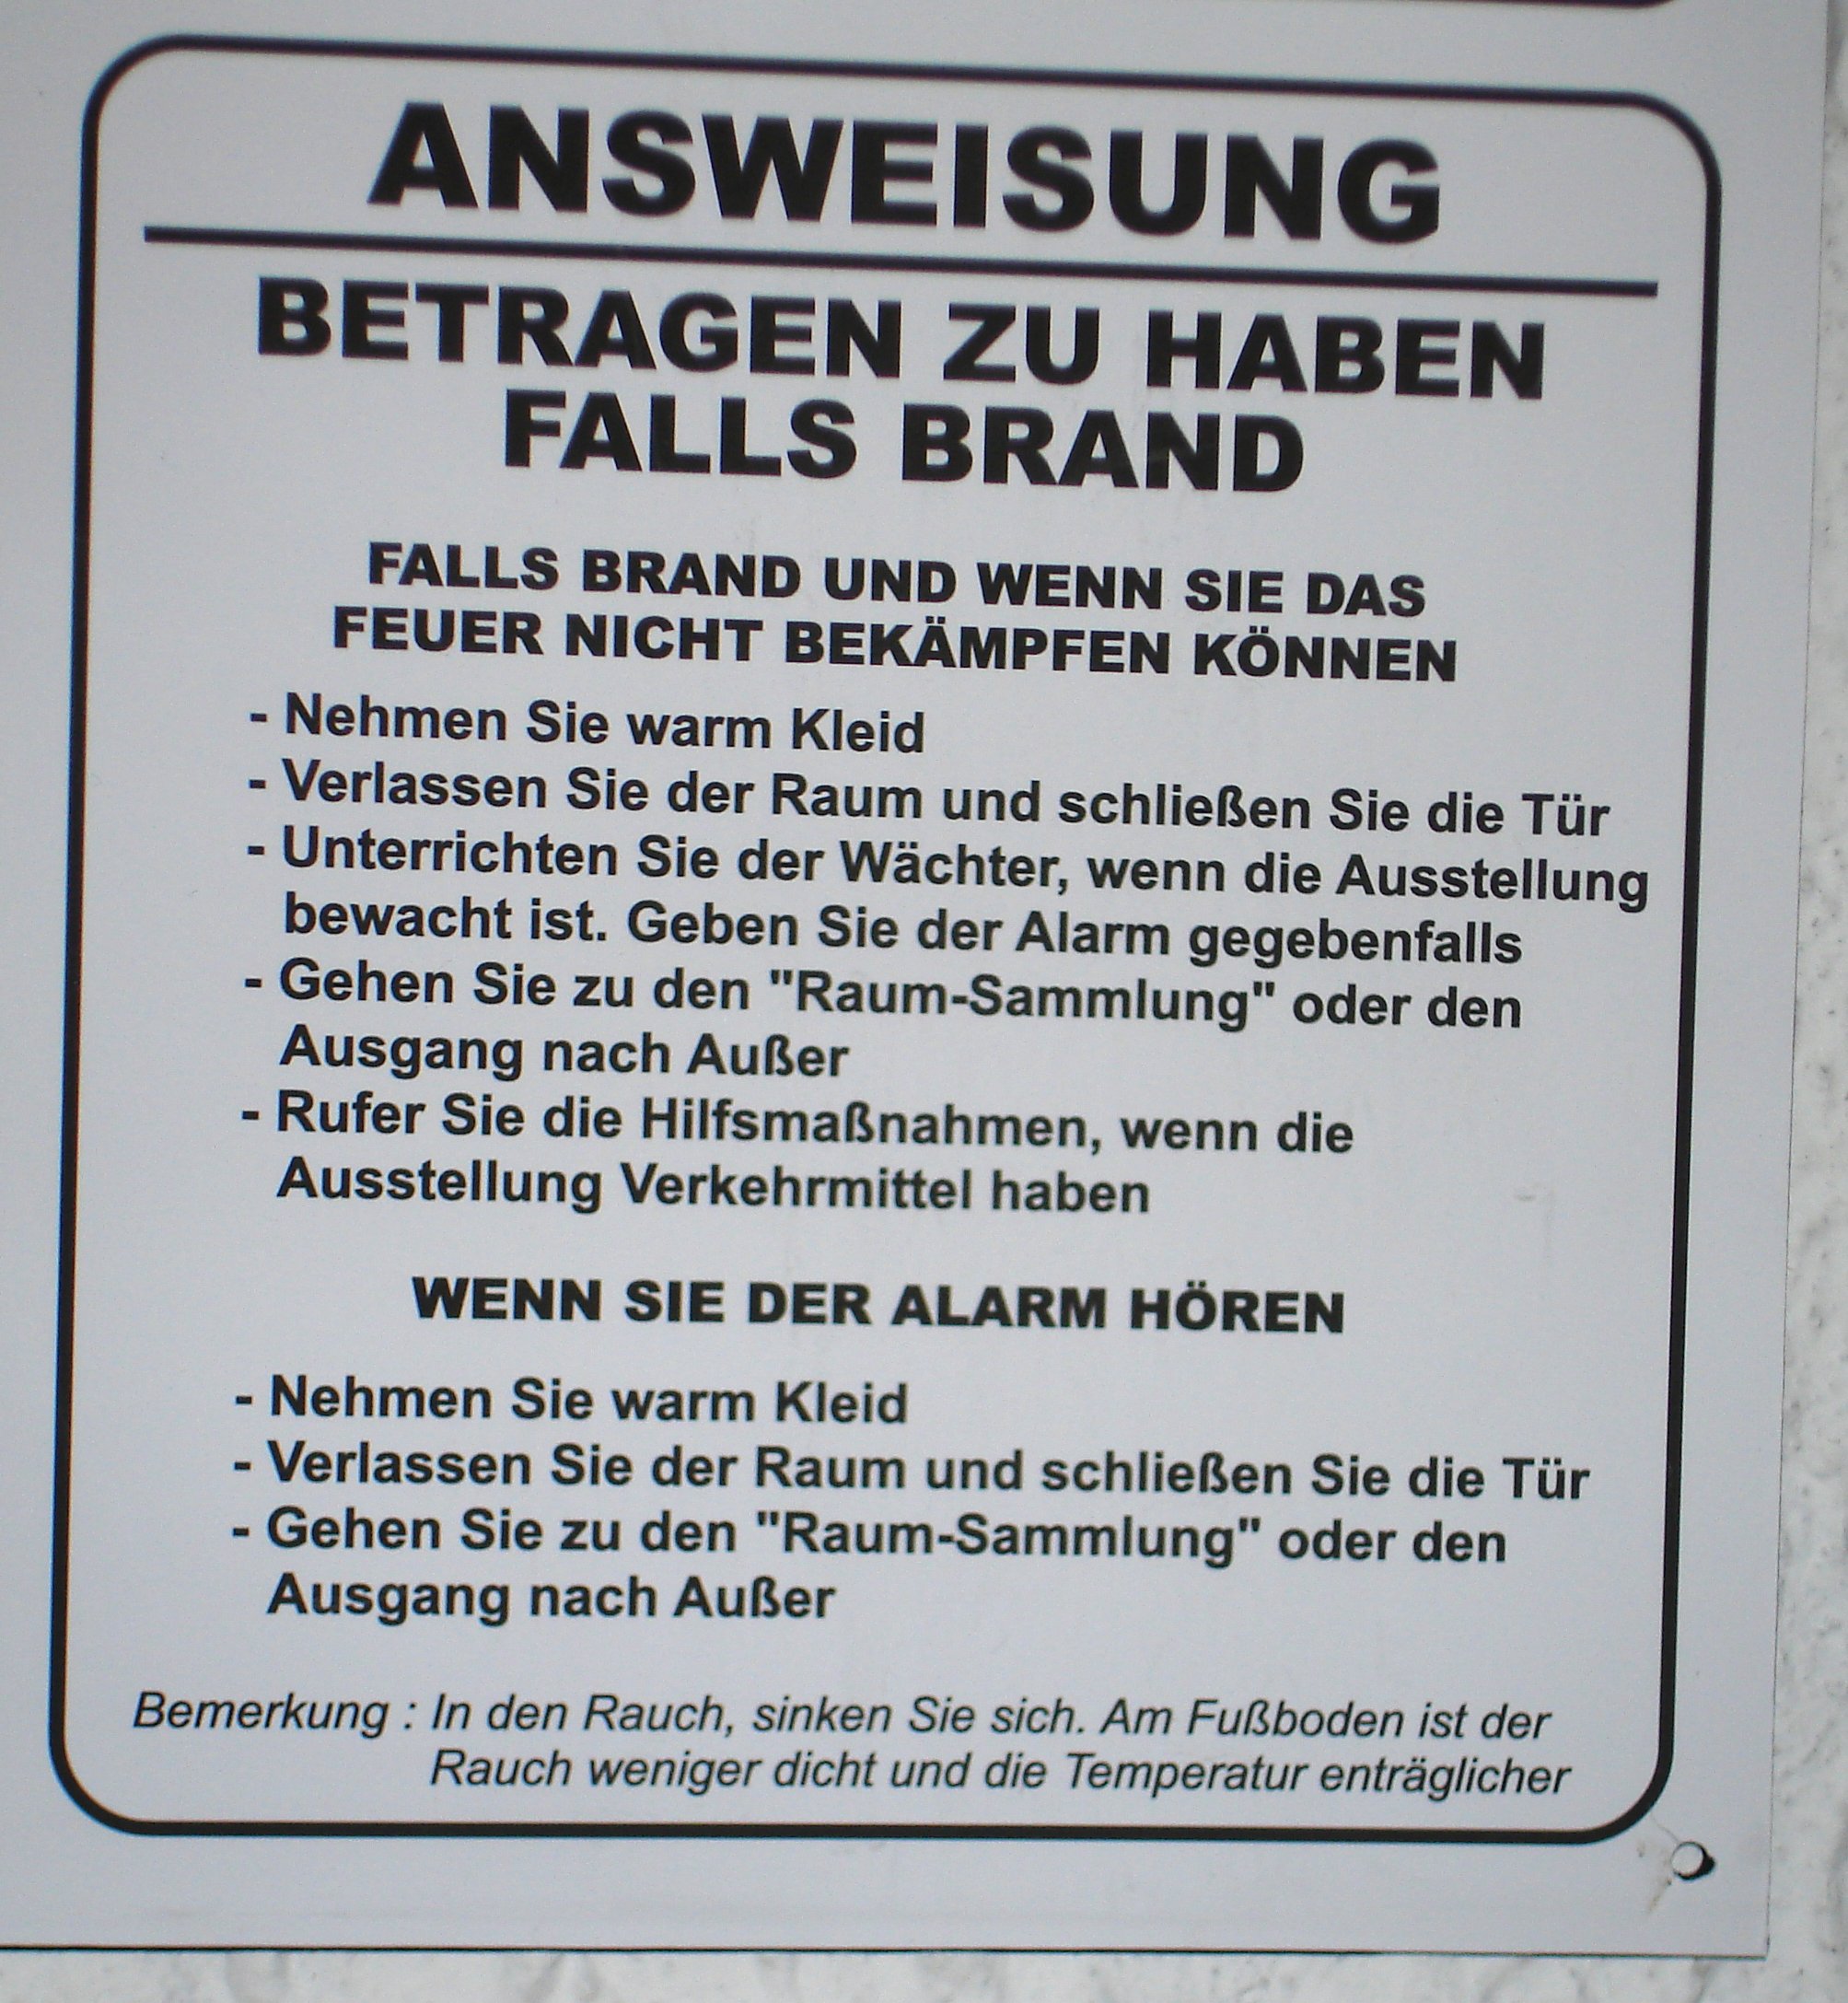 ANSWEISUNG
BETRAGEN ZU HABEN
FALLS BRAND
FALLS BRAND UND WENN SIE DAS
FEUER NICHT BEKÄMPFEN KÖNNEN
- Nehmen Sie warm Kleid
- Verlassen Sie der Raum und schließen Sie die Tür
- Unterrichten Sie der Wächter, wenn die Ausstellung
bewacht ist. Geben Sie der Alarm gegebenfalls
- Gehen Sie zu den "Raum-Sammlung" oder den
Ausgang nach Außer
- Rufer Sie die Hilfsmaßnahmen, wenn die
Ausstellung Verkehrmittel haben
WENN SIE DER ALARM HÖREN
- Nehmen Sie warm Kleid
- Verlassen Sie der Raum und schließen Sie die Tür
- Gehen Sie zu den "Raum-Sammlung" oder den
Ausgang nach Außer
Bemerkung : In den Rauch, sinken Sie sich. Am Fußboden ist der
Rauch weniger dicht und die Temperatur enträglicher